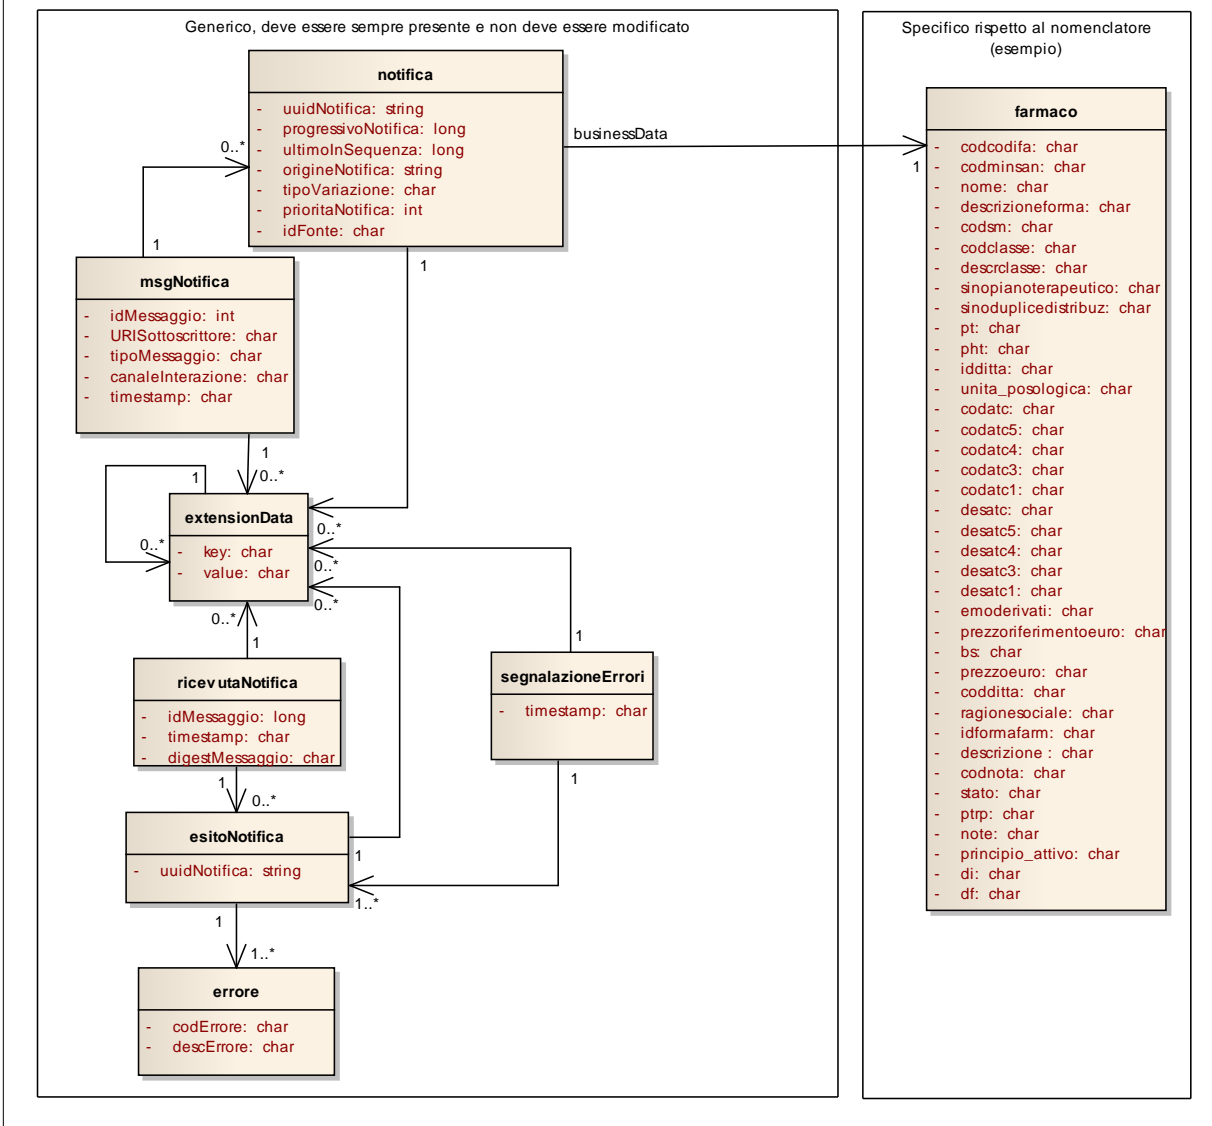 Generico, deve essere sempre presente e non deve essere modificato
notifica
- uuidNotifica: string
- progressivoNotifica: long
- ultimoInSequenza: long
- origineNotifica: string
- tipoVariazione: char
- prioritaNotifica: int
- idFonte: char
businessData
1
0..*
1
1
msgNotifica
- idMessaggio: int
- URISottoscrittore: char
- tipoMessaggio: char
- canaleInterazione: char
- timestamp: char
1
0..*
1
0..*
0..*
extensionData
- key: char
- value: char
0..*
0..*
0..*
1
1
ricevutaNotifica
- idMessaggio: long
- timestamp: char
- digestMessaggio: char
segnalazioneErrori
- timestamp: char
1
0..*
1
esitoNotifica
- uuidNotifica: string
1
1..*
1
1..*
errore
- codErrore: char
- descErrore: char
Specifico rispetto al nomenclatore
(esempio)
farmaco
- codcodifa: char
- codminsan: char
- nome: char
- descrizioneforma: char
- codsm: char
- codclasse: char
- descrclasse: char
- sinopianoterapeutico: char
- sinoduplicedistribuz: char
- pt: char
- pht: char
- idditta: char
- unita_posologica: char
- codatc: char
- codatc5: char
- codatc4: char
- codatc3: char
- codatc1: char
- desatc: char
- desatc5: char
- desatc4: char
- desatc3: char
- desatc1: char
- emoderivati: char
- prezzoriferimentoeuro: char
- bs: char
- prezzoeuro: char
- codditta: char
- ragionesociale: char
- idformafarm: char
- descrizione : char
- codnota: char
- stato: char
- ptrp: char
- note: char
- principio_attivo: char
- di: char
- df: char